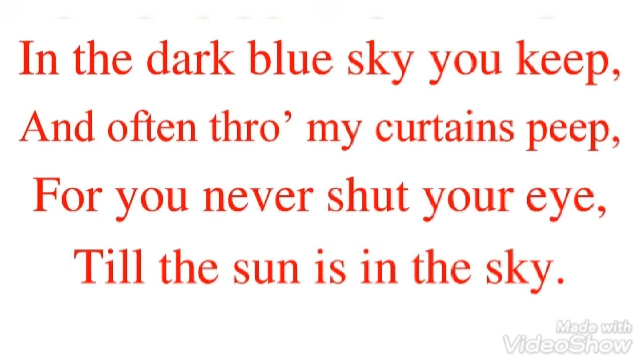 In the dark blue sky you keep,
And often thro’ my curtains peep,
For you never shut your eye,
Till the sun is in the sky.
Made with
VideoShow